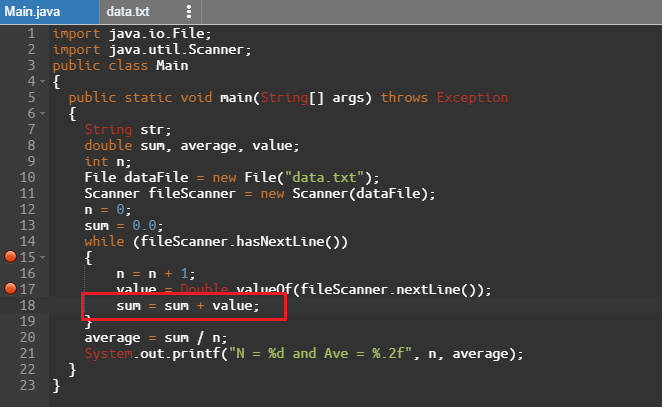 Main.java data.txt
1 import java.io.File;
2 import java.util.Scanner;
3 public class Main
4 {
5 public static void main(String[] args) throws Exception
6 {
7 String str;
8 double sum, average, value;
9 int n;
10 File dataFile = new File("data.txt");
11 Scanner fileScanner = new Scanner(dataFile);
12 n = 0;
13 sum = 0.0;
14 while (fileScanner.hasNextLine())
15 {
16 n = n + 1;
17 value = Double.valueOf(fileScanner.nextLine());
18 sum = sum + value;
19 }
20 average = sum / n;
21 System.out.printf("N = %d and Ave = %.2f", n, average);
22 }
23 }